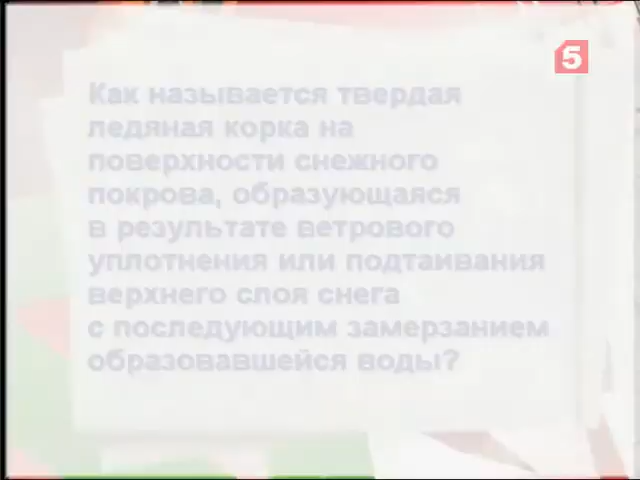 5
Как называется твердая
ледяная корка на
поверхности снежного
покрова, образующаяся
в результате ветрового
уплотнения или подтаивания
верхнего слоя снега
с последующим замерзанием
образовавшейся воды?